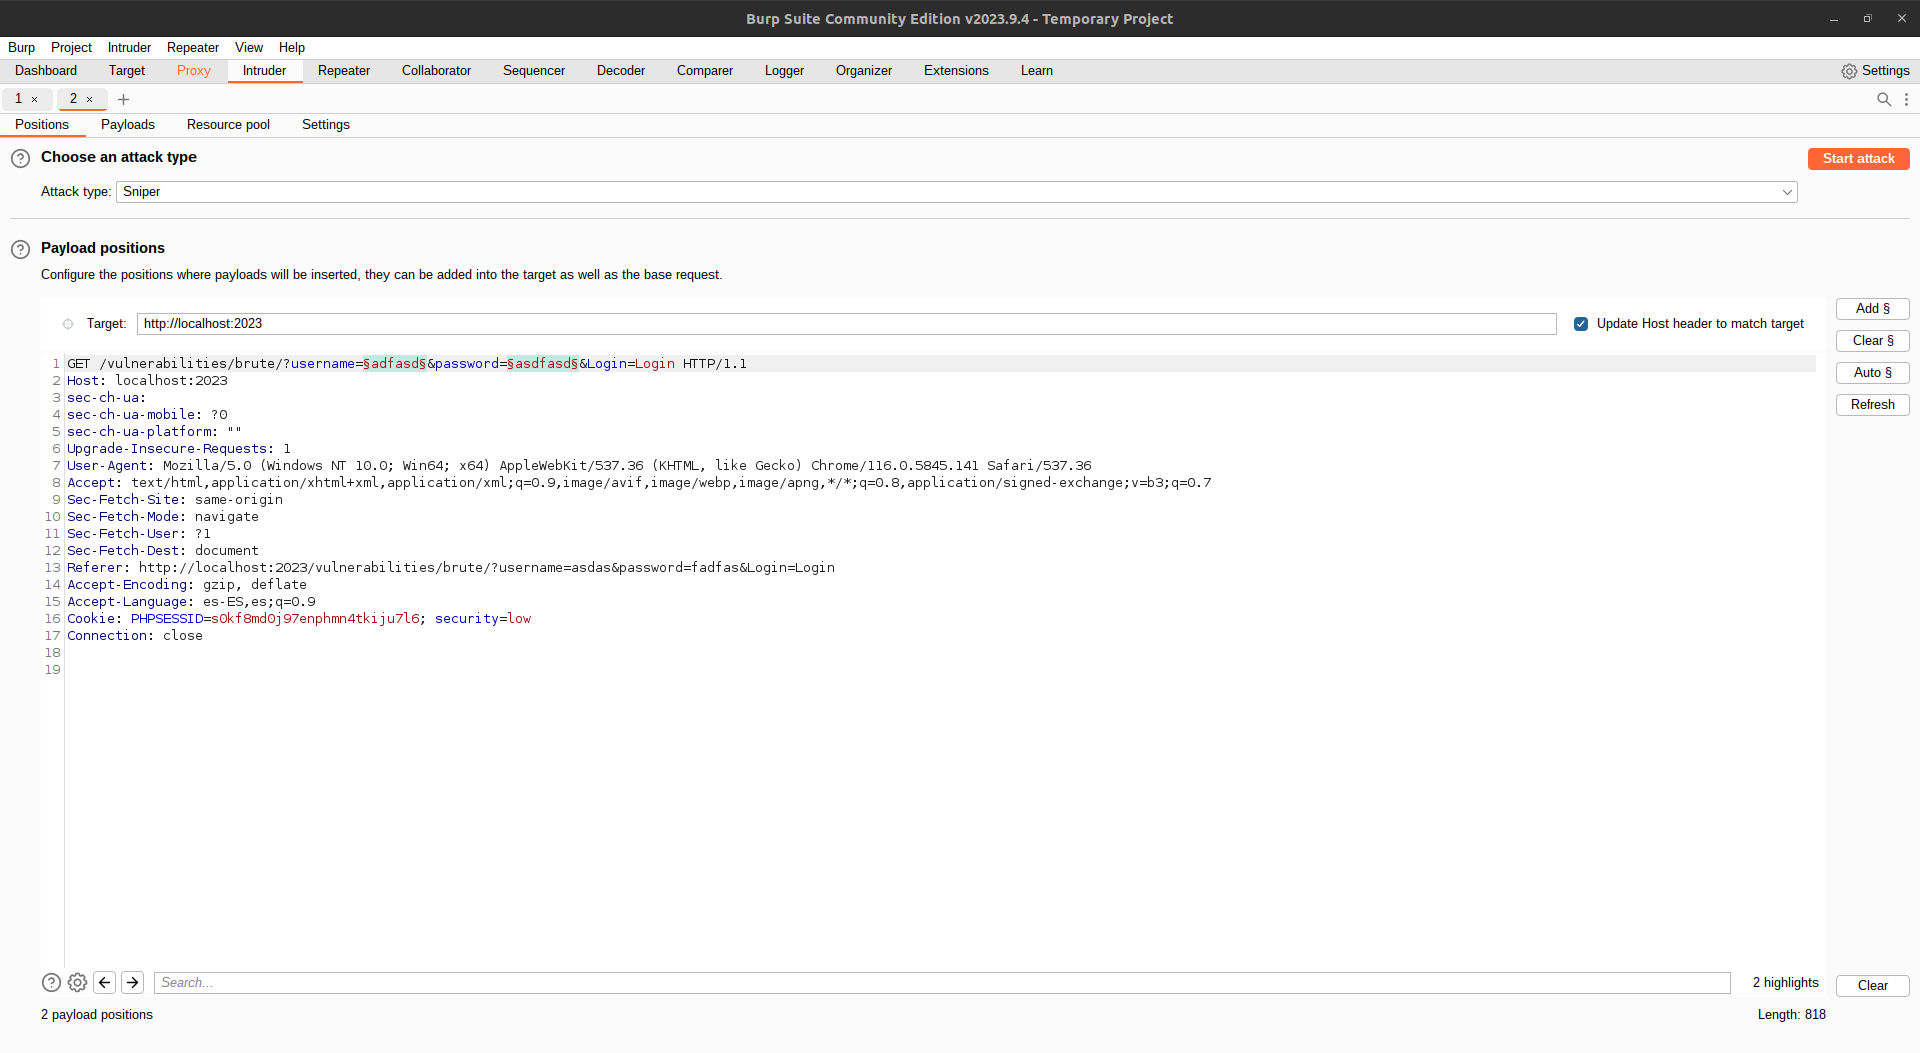 Burp Suite Community Edition v2023.9.4 - Temporary Project
Burp Project Intruder Repeater View Help
Dashboard Target Proxy Intruder Repeater Collaborator Sequencer Decoder Comparer Logger Organizer Extensions Learn Settings
1 × 2 × +
Positions Payloads Resource pool Settings
Choose an attack type
Start attack
Attack type: Sniper
Payload positions
Configure the positions where payloads will be inserted, they can be added into the target as well as the base request.
Target: http://localhost:2023 Update Host header to match target
Add §
Clear §
Auto §
Refresh
1 GET /vulnerabilities/brute/?username=§adfasd§&password=§asdfasd§&Login=Login HTTP/1.1
2 Host: localhost:2023
3 sec-ch-ua:
4 sec-ch-ua-mobile: ?0
5 sec-ch-ua-platform: ""
6 Upgrade-Insecure-Requests: 1
7 User-Agent: Mozilla/5.0 (Windows NT 10.0; Win64; x64) AppleWebKit/537.36 (KHTML, like Gecko) Chrome/116.0.5845.141 Safari/537.36
8 Accept: text/html,application/xhtml+xml,application/xml;q=0.9,image/avif,image/webp,image/apng,*/*;q=0.8,application/signed-exchange;v=b3;q=0.7
9 Sec-Fetch-Site: same-origin
10 Sec-Fetch-Mode: navigate
11 Sec-Fetch-User: ?1
12 Sec-Fetch-Dest: document
13 Referer: http://localhost:2023/vulnerabilities/brute/?username=asdas&password=fadfas&Login=Login
14 Accept-Encoding: gzip, deflate
15 Accept-Language: es-ES,es;q=0.9
16 Cookie: PHPSESSID=s0kf8md0j97enphmn4tkiju7l6; security=low
17 Connection: close
18
19
Search... 2 highlights Clear
2 payload positions Length: 818